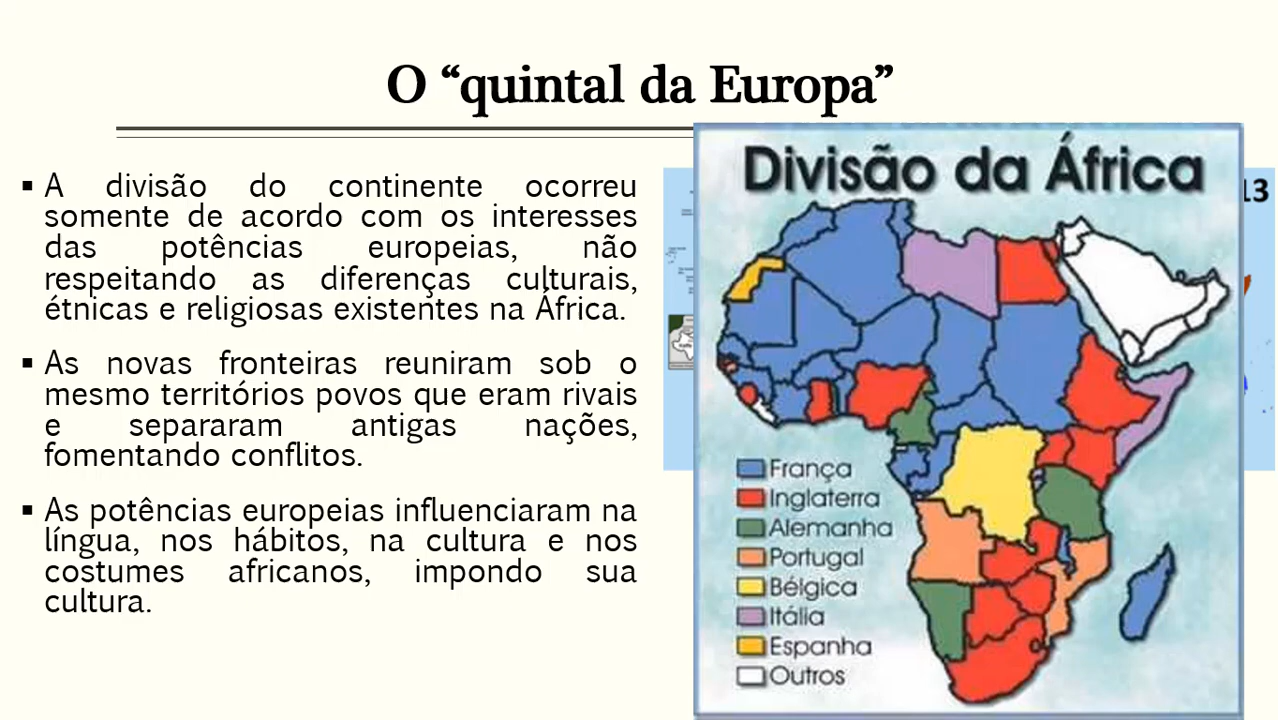 O “quintal da Europa”
▪ A divisão do continente ocorreu
somente de acordo com os interesses
das potências europeias, não
respeitando as diferenças culturais,
étnicas e religiosas existentes na África.
▪ As novas fronteiras reuniram sob o
mesmo territórios povos que eram rivais
e separaram antigas nações,
fomentando conflitos.
▪ As potências europeias influenciaram na
língua, nos hábitos, na cultura e nos
costumes africanos, impondo sua
cultura.
Divisão da África
França
Inglaterra
Alemanha
Portugal
Bélgica
Itália
Espanha
Outros
13